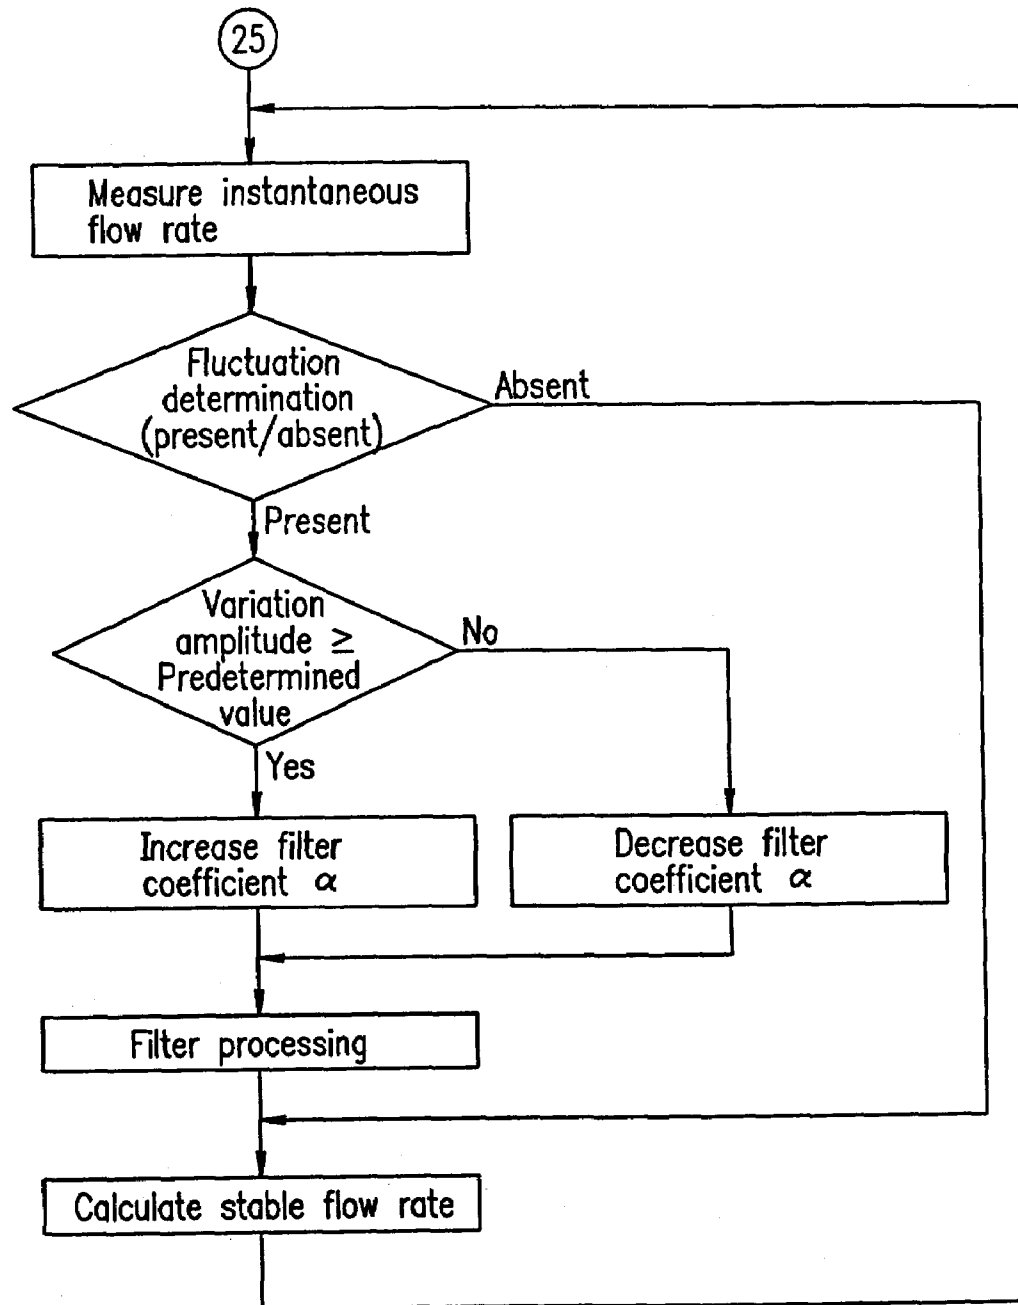 25
Measure instantaneous
flow rate
Fluctuation
determination
(present/absent)
Absent
Present
Variation
amplitude ≥
Predetermined
value
No
Yes
Increase filter
coefficient α
Decrease filter
coefficient α
Filter processing
Calculate stable flow rate